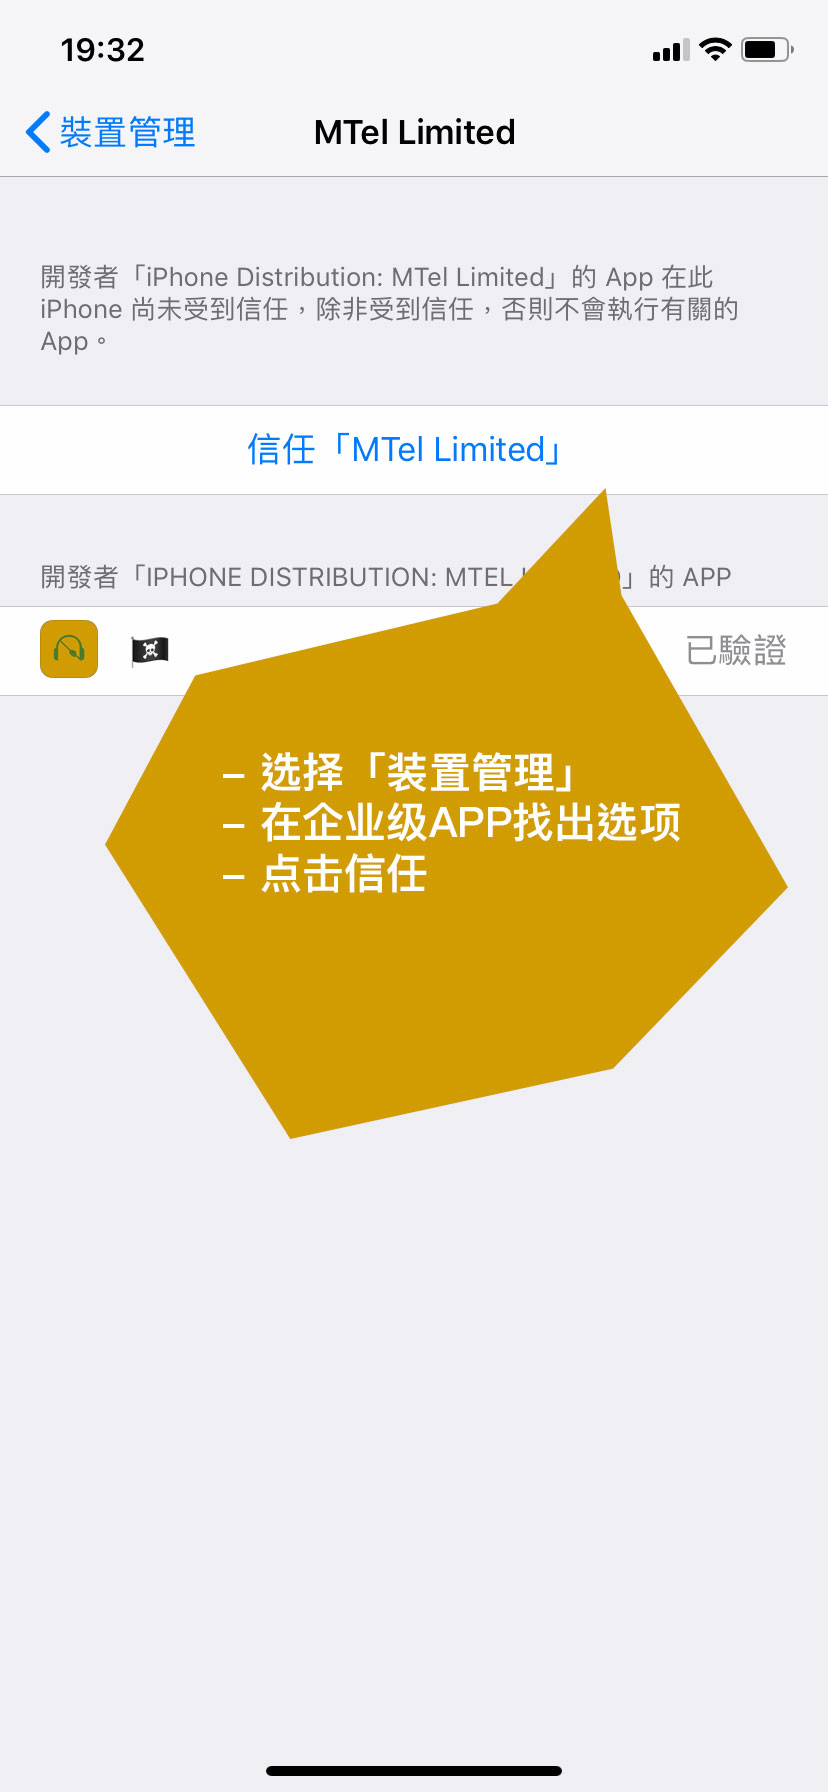 19:32
裝置管理
MTel Limited
開發者「iPhone Distribution: MTel Limited」的 App 在此
iPhone 尚未受到信任，除非受到信任，否則不會執行有關的
App。
信任「MTel Limited」
開發者「IPHONE DISTRIBUTION: MTEL 」的 APP
已驗證
– 选择「装置管理」
– 在企业级APP找出选项
– 点击信任